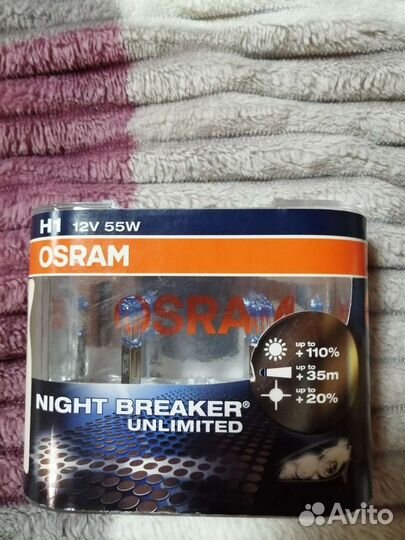 H1 12V 55W
OSRAM
OSRAM
up to
+ 110%
up to
+ 35m
up to
+ 20%
NIGHT BREAKER®
UNLIMITED
Avito